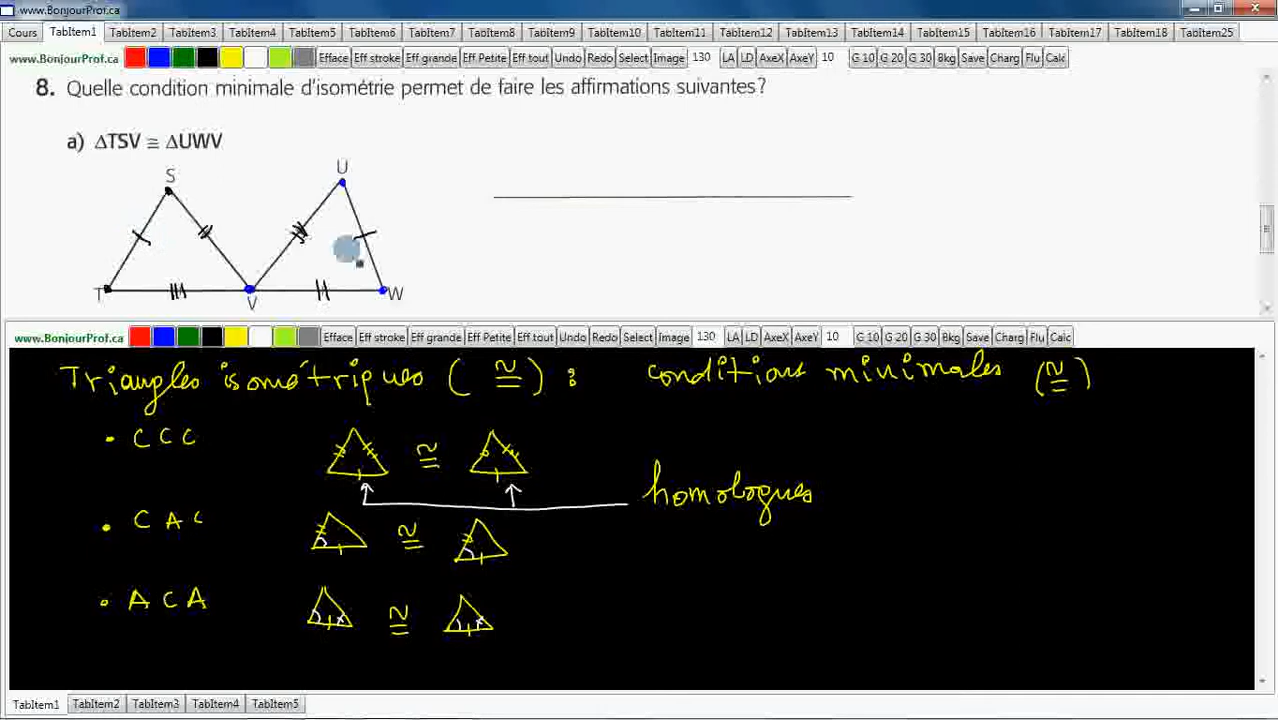 www.BonjourProf.ca
Cours TabItem1 TabItem2 TabItem3 TabItem4 TabItem5 TabItem6 TabItem7 TabItem8 TabItem9 TabItem10 TabItem11 TabItem12 TabItem13 TabItem14 TabItem15 TabItem16 TabItem17 TabItem18 TabItem25
www.BonjourProf.ca Efface Eff stroke Eff grande Eff Petite Eff tout Undo Redo Select Image 130 LA LD AxeX AxeY 10 G 10 G 20 G 30 Bkg Save Charg Flu Calc
8. Quelle condition minimale d'isométrie permet de faire les affirmations suivantes?
a) ΔTSV ≅ ΔUWV
S U
T V W
www.BonjourProf.ca Efface Eff stroke Eff grande Eff Petite Eff tout Undo Redo Select Image 130 LA LD AxeX AxeY 10 G 10 G 20 G 30 Bkg Save Charg Flu Calc
Triangles isométriques (≅) : conditions minimales (≅)
• C C C ≅
homologues
• C A C ≅
• A C A ≅
TabItem1 TabItem2 TabItem3 TabItem4 TabItem5